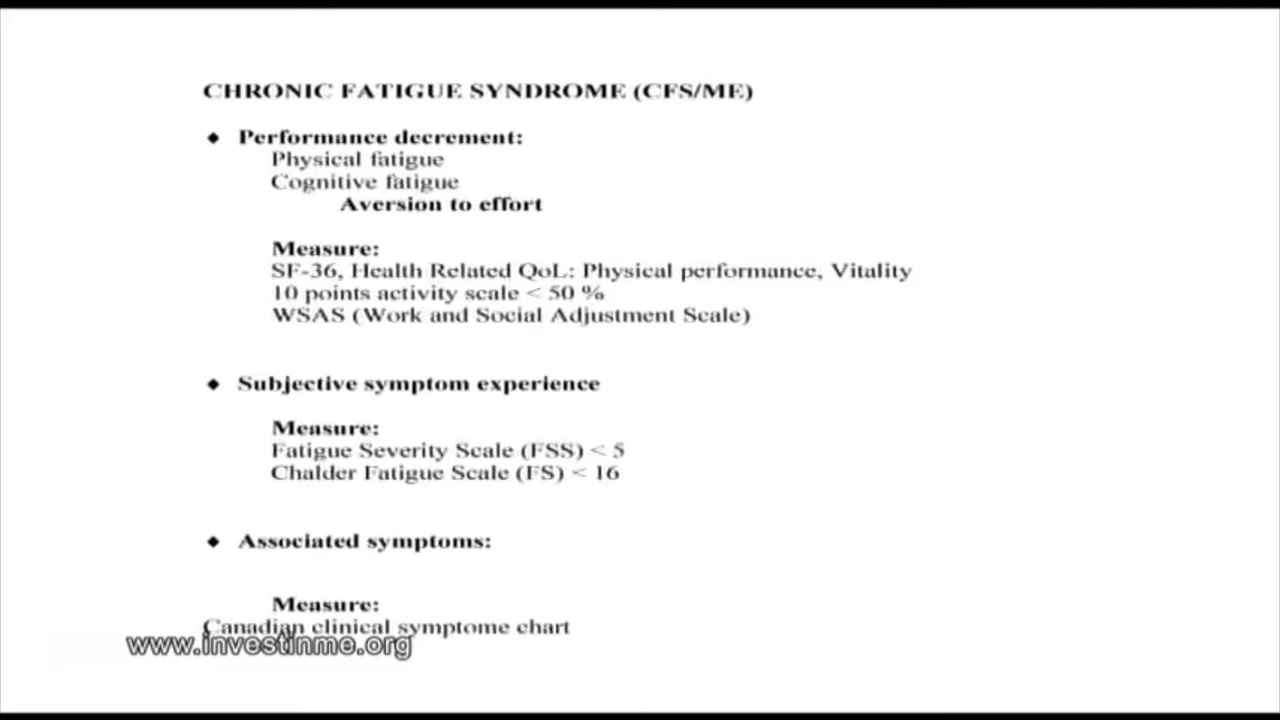 CHRONIC FATIGUE SYNDROME (CFS/ME)
◆ Performance decrement:
Physical fatigue
Cognitive fatigue
Aversion to effort
Measure:
SF-36, Health Related QoL: Physical performance, Vitality
10 points activity scale < 50 %
WSAS (Work and Social Adjustment Scale)
◆ Subjective symptom experience
Measure:
Fatigue Severity Scale (FSS) < 5
Chalder Fatigue Scale (FS) < 16
◆ Associated symptoms:
Measure:
Canadian clinical symptome chart
www.investinme.org